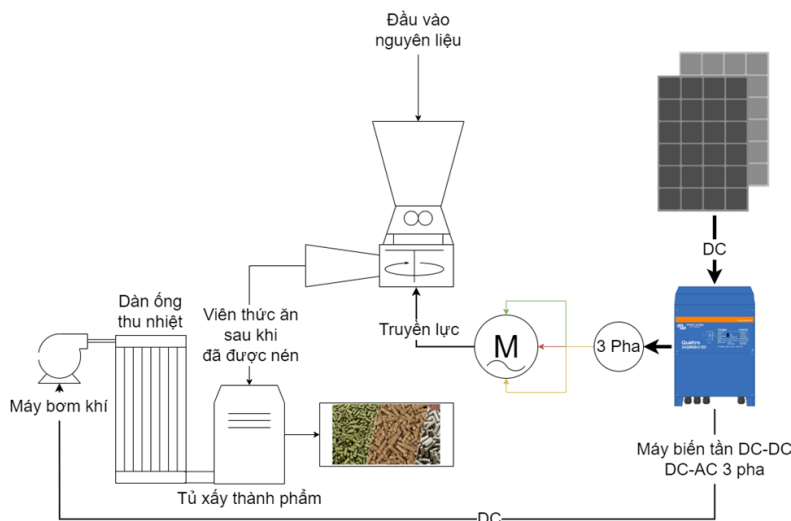 Đầu vào
nguyên liệu
DC
Dàn ống
thu nhiệt
Viên thức ăn
sau khi
đã được nén
Truyền lực
M
3 Pha
Quattro
Máy bơm khí
Tủ xấy thành phẩm
Máy biến tần DC-DC
DC-AC 3 pha
DC